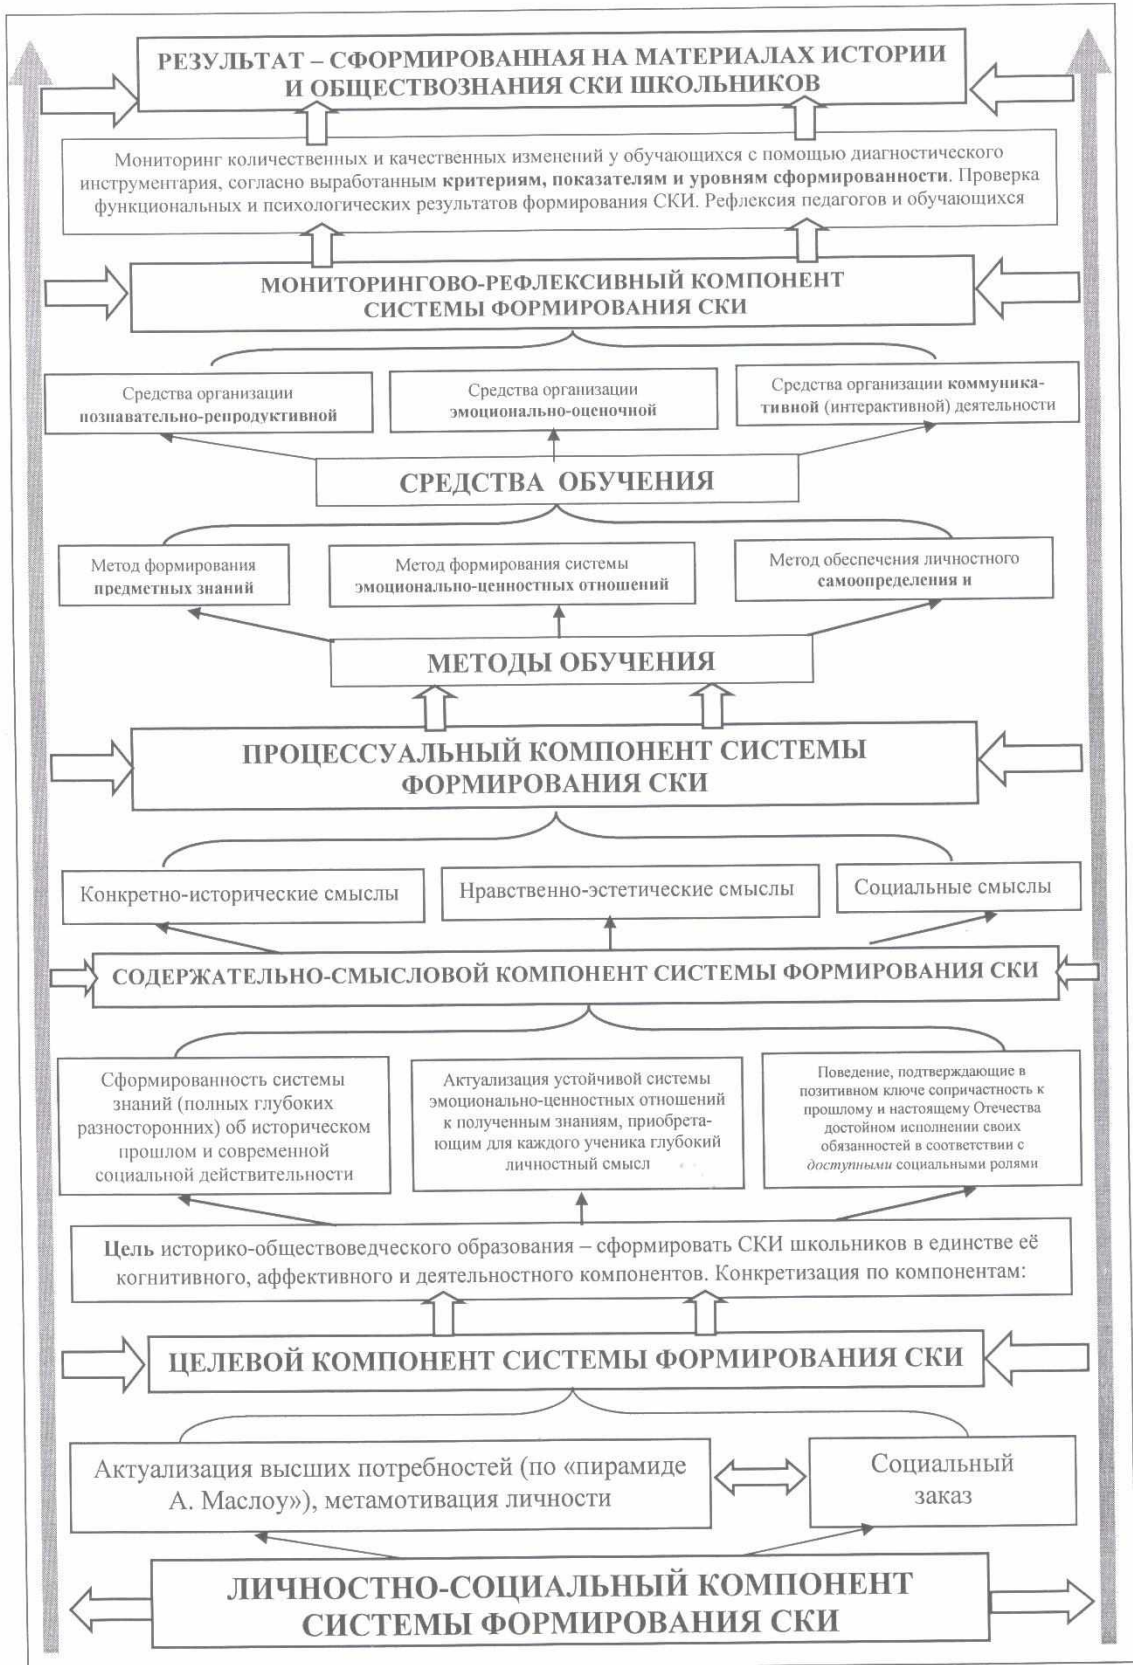 РЕЗУЛЬТАТ – СФОРМИРОВАННАЯ НА МАТЕРИАЛАХ ИСТОРИИ
И ОБЩЕСТВОЗНАНИЯ СКИ ШКОЛЬНИКОВ
Мониторинг количественных и качественных изменений у обучающихся с помощью диагностического
инструментария, согласно выработанным критериям, показателям и уровням сформированности. Проверка
функциональных и психологических результатов формирования СКИ. Рефлексия педагогов и обучающихся
МОНИТОРИНГОВО-РЕФЛЕКСИВНЫЙ КОМПОНЕНТ
СИСТЕМЫ ФОРМИРОВАНИЯ СКИ
Средства организации
познавательно-репродуктивной
Средства организации
эмоционально-оценочной
Средства организации коммуника-
тивной (интерактивной) деятельности
СРЕДСТВА ОБУЧЕНИЯ
Метод формирования
предметных знаний
Метод формирования системы
эмоционально-ценностных отношений
Метод обеспечения личностного
самоопределения и
МЕТОДЫ ОБУЧЕНИЯ
ПРОЦЕССУАЛЬНЫЙ КОМПОНЕНТ СИСТЕМЫ
ФОРМИРОВАНИЯ СКИ
Конкретно-исторические смыслы
Нравственно-эстетические смыслы
Социальные смыслы
СОДЕРЖАТЕЛЬНО-СМЫСЛОВОЙ КОМПОНЕНТ СИСТЕМЫ ФОРМИРОВАНИЯ СКИ
Сформированность системы
знаний (полных глубоких
разносторонних) об историческом
прошлом и современной
социальной действительности
Актуализация устойчивой системы
эмоционально-ценностных отношений
к полученным знаниям, приобрета-
ющим для каждого ученика глубокий
личностный смысл
Поведение, подтверждающие в
позитивном ключе сопричастность к
прошлому и настоящему Отечества
достойном исполнении своих
обязанностей в соответствии с
доступными социальными ролями
Цель историко-обществоведческого образования – сформировать СКИ школьников в единстве её
когнитивного, аффективного и деятельностного компонентов. Конкретизация по компонентам:
ЦЕЛЕВОЙ КОМПОНЕНТ СИСТЕМЫ ФОРМИРОВАНИЯ СКИ
Актуализация высших потребностей (по «пирамиде
А. Маслоу»), метамотивация личности
Социальный
заказ
ЛИЧНОСТНО-СОЦИАЛЬНЫЙ КОМПОНЕНТ
СИСТЕМЫ ФОРМИРОВАНИЯ СКИ